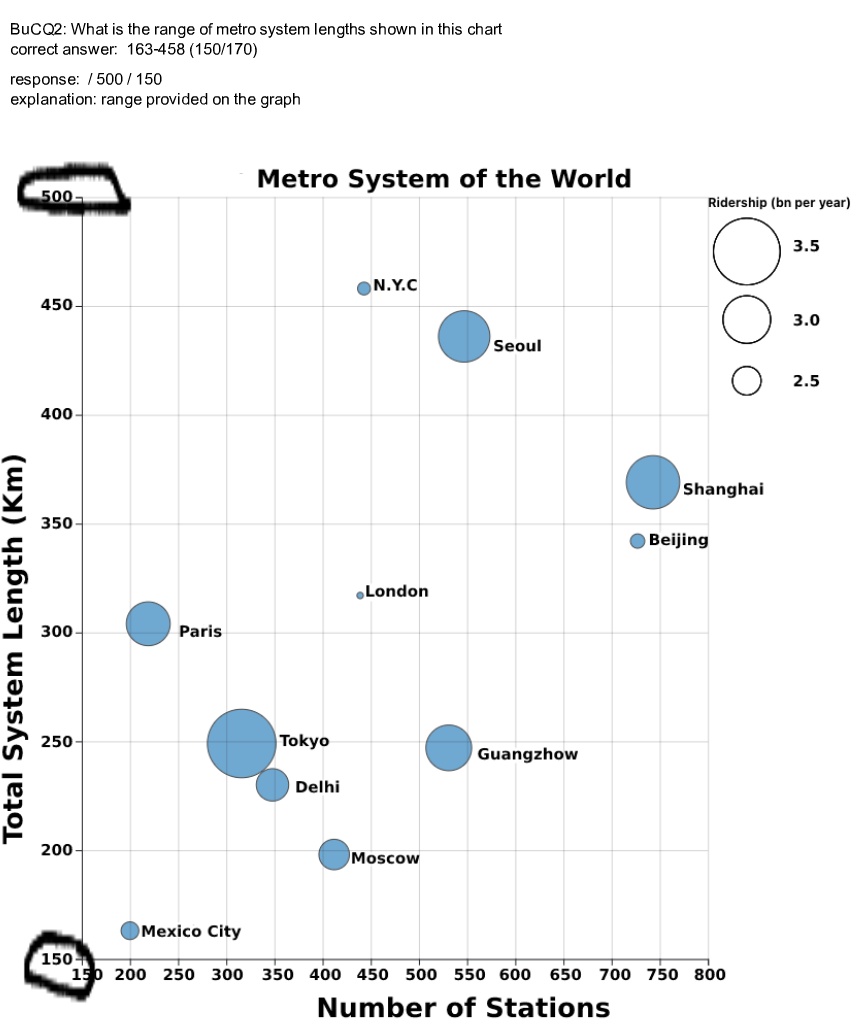 BuCQ2: What is the range of metro system lengths shown in this chart
correct answer:  163-458 (150/170)
response:  / 500 / 150
explanation: range provided on the graph
Metro System of the World
Ridership (bn per year)
3.5
3.0
2.5
Total System Length (Km)
500
450
400
350
300
250
200
150
N.Y.C
Seoul
Shanghai
Beijing
London
Paris
Tokyo
Guangzhow
Delhi
Moscow
Mexico City
150 200 250 300 350 400 450 500 550 600 650 700 750 800
Number of Stations